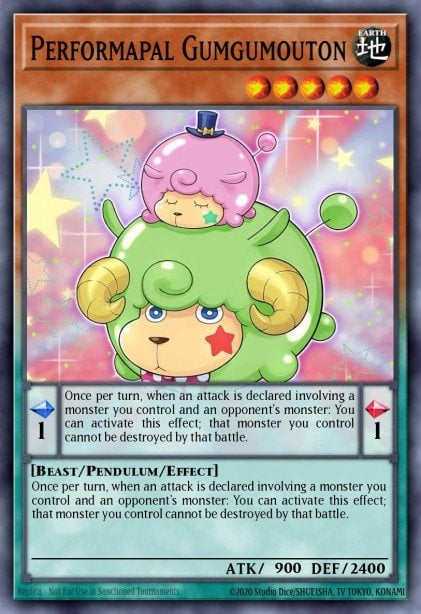 PERFORMAPAL GUMGUMOUTON
EARTH
地
Once per turn, when an attack is declared involving a
monster you control and an opponent's monster: You
can activate this effect; that monster you control
cannot be destroyed by that battle.
1
1
[BEAST/PENDULUM/EFFECT]
Once per turn, when an attack is declared involving a monster you
control and an opponent's monster: You can activate this effect;
that monster you control cannot be destroyed by that battle.
ATK/ 900 DEF/2400
Replica - Not For Use in Sanctioned Tournaments
©2020 Studio Dice/SHUEISHA, TV TOKYO, KONAMI